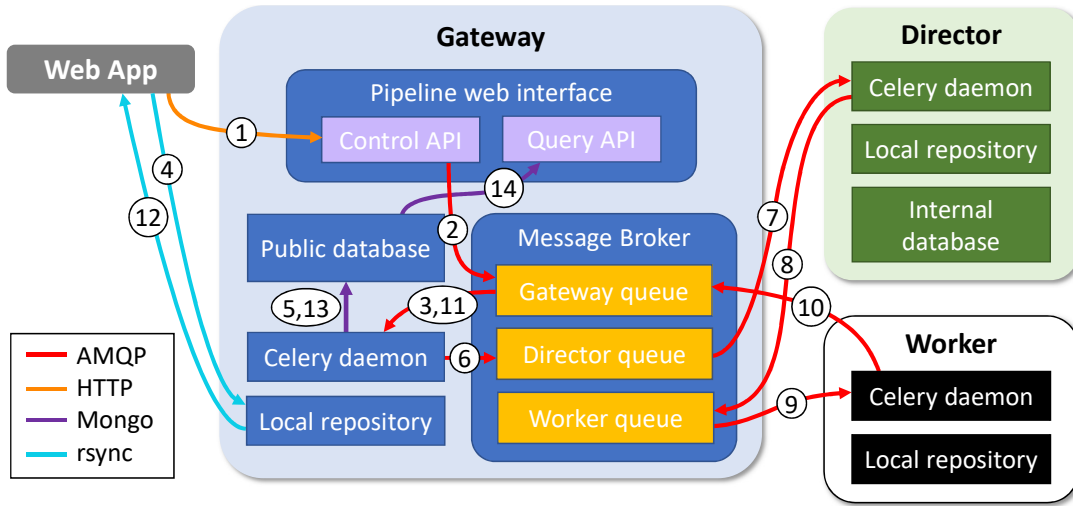 Gateway
Director
Web App
Pipeline web interface
Celery daemon
Control API
Query API
1
4
Local repository
14
12
7
2
Internal
database
Public database
Message Broker
8
Gateway queue
5,13
3,11
10
AMQP
Worker
HTTP
Celery daemon
6
Director queue
Mongo
Celery daemon
9
rsync
Local repository
Worker queue
Local repository